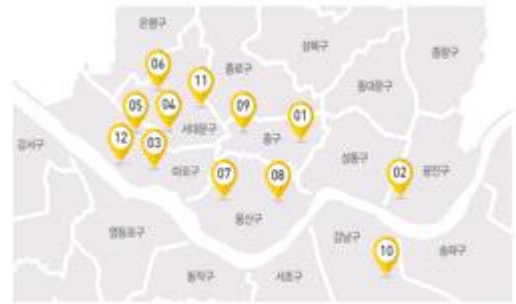 은평구
성북구
중랑구
06
11
종로구
동대문구
05
04
09
01
서대문구
중구
강서구
12
03
성동구
마포구
07
08
02
광진구
용산구
영등포구
강남구
10
송파구
동작구
서초구